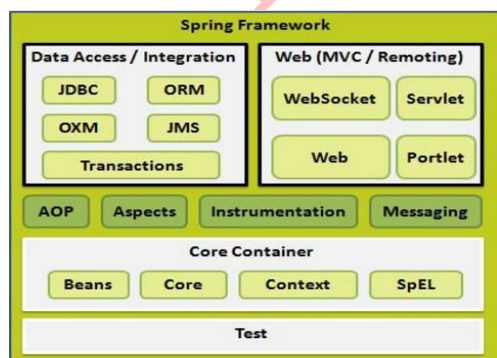 Spring Framework
Data Access / Integration
JDBC
ORM
OXM
JMS
Transactions
Web (MVC / Remoting)
WebSocket
Servlet
Web
Portlet
AOP
Aspects
Instrumentation
Messaging
Core Container
Beans
Core
Context
SpEL
Test